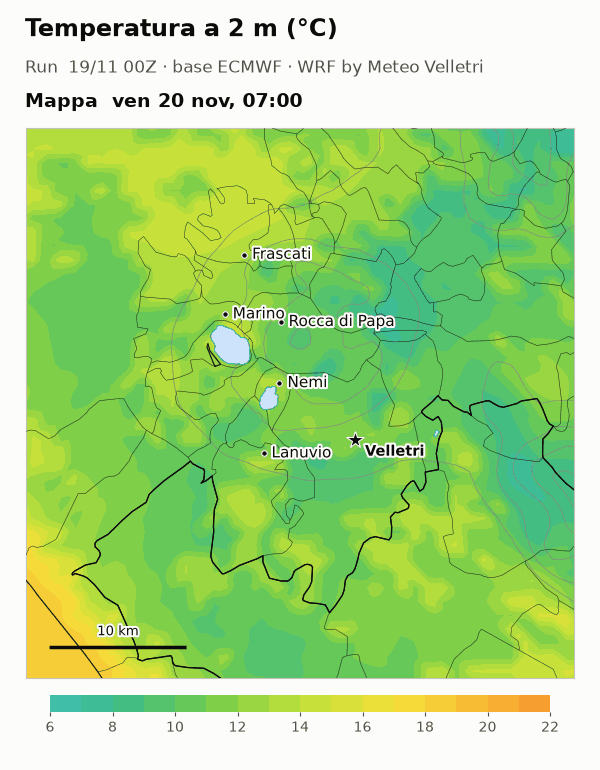 Temperatura a 2 m (°C)
Run  19/11 00Z · base ECMWF · WRF by Meteo Velletri
Mappa  ven 20 nov, 07:00
Frascati
Marino
Rocca di Papa
Nemi
Velletri
Lanuvio
10 km
6 8 10 12 14 16 18 20 22